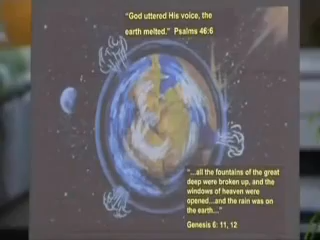 “God uttered His voice, the
earth melted.” Psalms 46:6
“...all the fountains of the great
deep were broken up, and the
windows of heaven were
opened...and the rain was on
the earth...”
Genesis 6: 11, 12